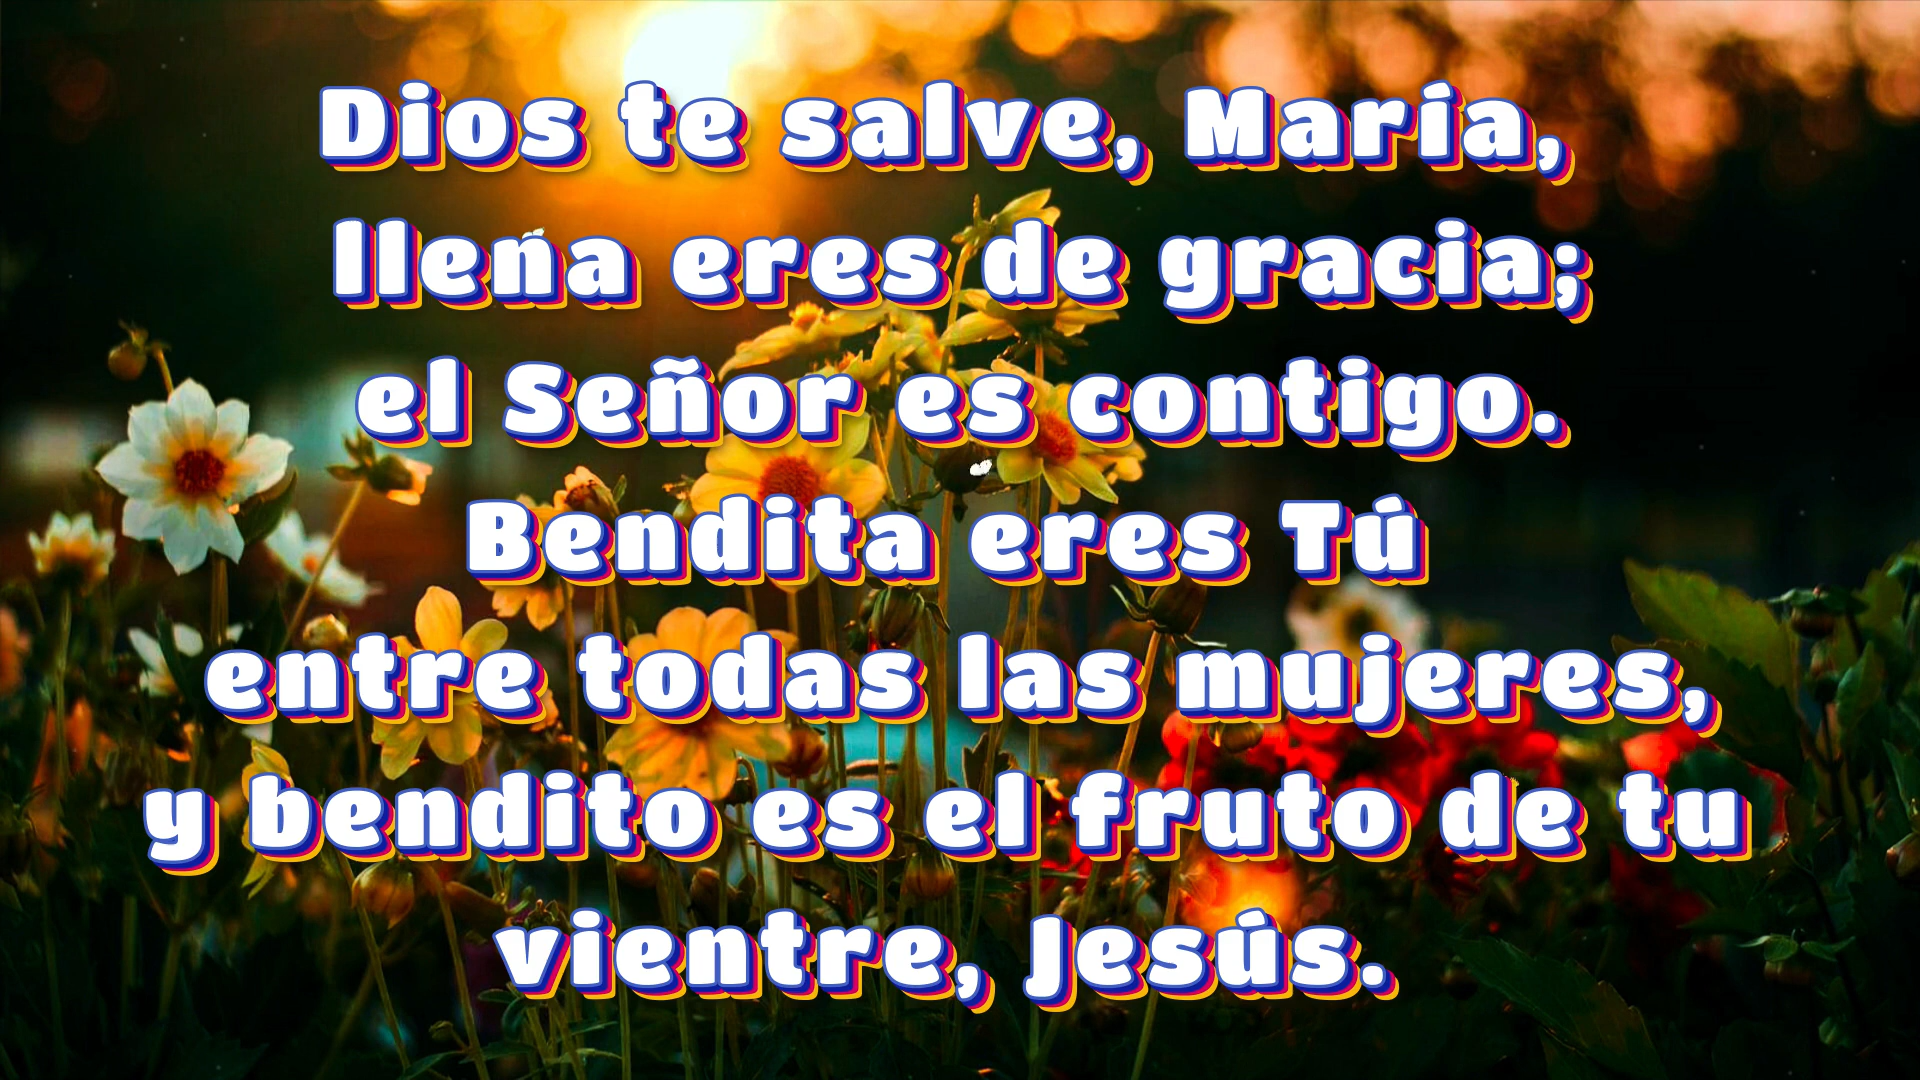 Dios te salve, María,
llena eres de gracia;
el Señor es contigo.
Bendita eres Tú
entre todas las mujeres,
y bendito es el fruto de tu
vientre, Jesús.